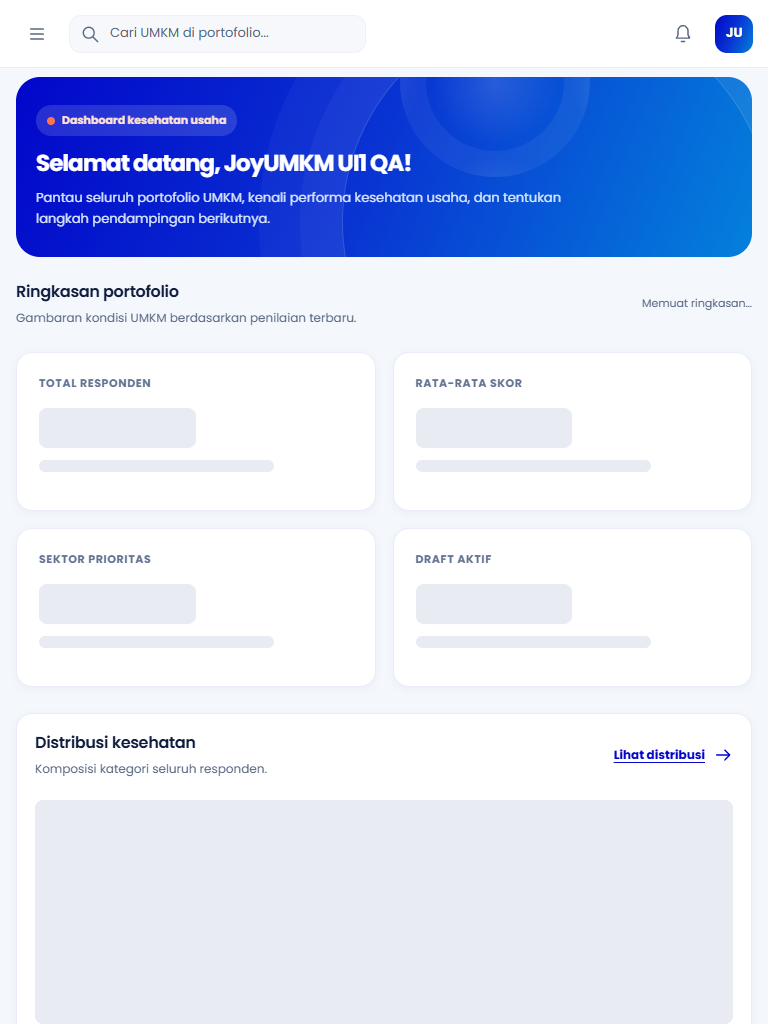 Cari UMKM di portofolio...
JU
Dashboard kesehatan usaha
Selamat datang, JoyUMKM UI1 QA!
Pantau seluruh portofolio UMKM, kenali performa kesehatan usaha, dan tentukan
langkah pendampingan berikutnya.
Ringkasan portofolio
Gambaran kondisi UMKM berdasarkan penilaian terbaru.
Memuat ringkasan...
TOTAL RESPONDEN
RATA-RATA SKOR
SEKTOR PRIORITAS
DRAFT AKTIF
Distribusi kesehatan
Komposisi kategori seluruh responden.
Lihat distribusi